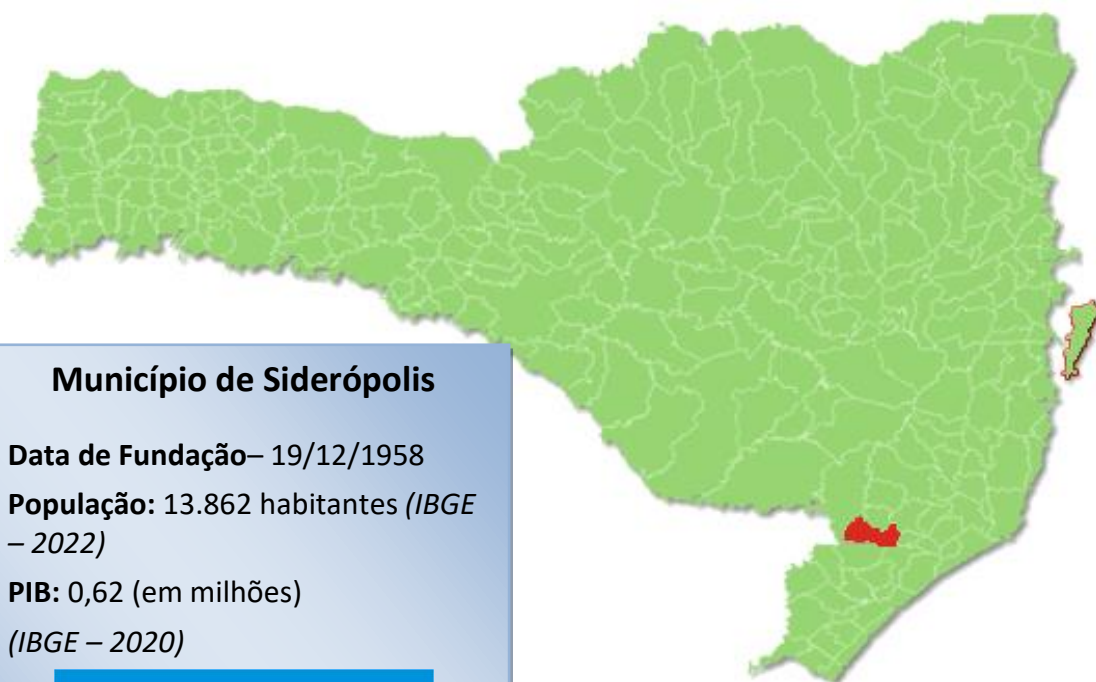 Município de Siderópolis
Data de Fundação– 19/12/1958
População: 13.862 habitantes (IBGE
– 2022)
PIB: 0,62 (em milhões)
(IBGE – 2020)